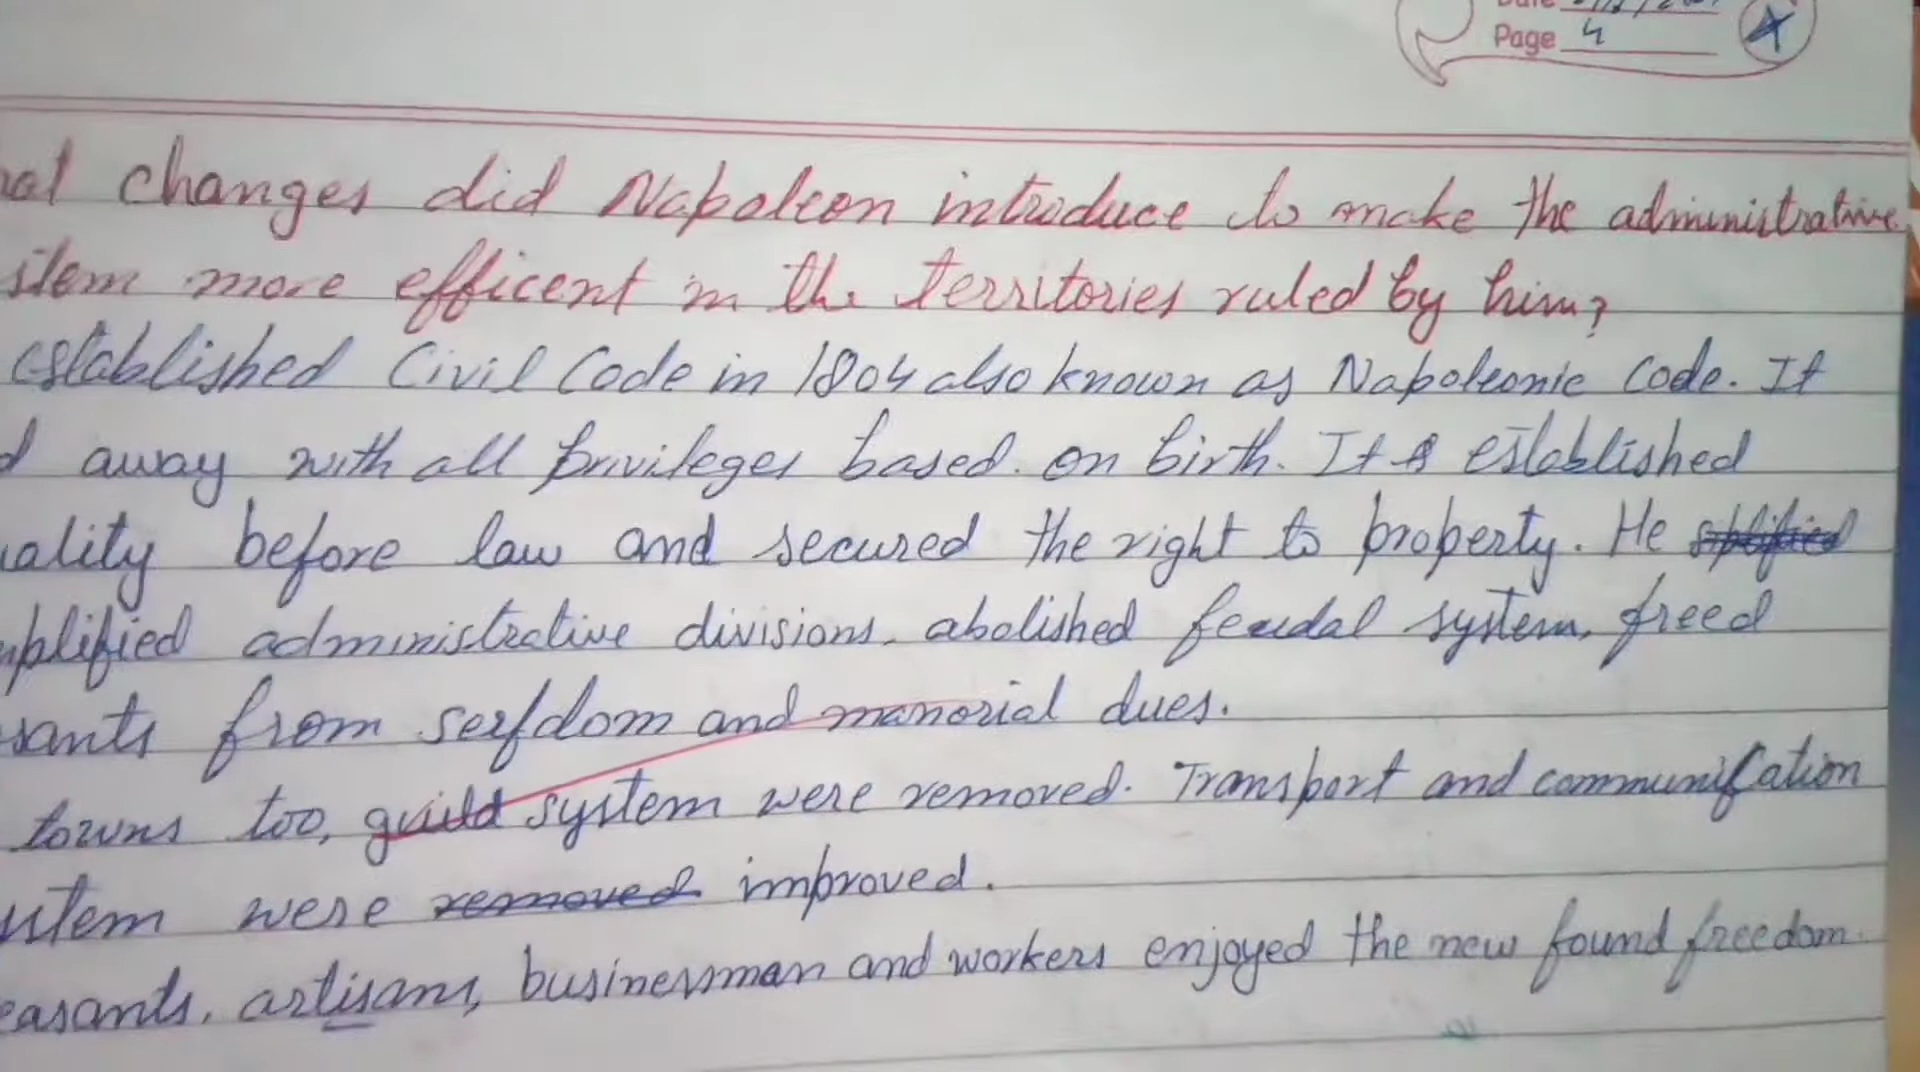 Page 4
changes did Napoleon introduce to make the administrative
more efficent in the territories ruled by him?
established Civil Code in 1804 also known as Napoleonic Code. It
away with all privileges based. on birth. It established
ality before law and secured the right to property. He
plified administrative divisions, abolished feudal system, freed
sants from serfdom and manorial dues.
towns too, guild system were removed. Transport and communication
stem were removed improved.
easants, artisans, businessman and workers enjoyed the new found freedom.